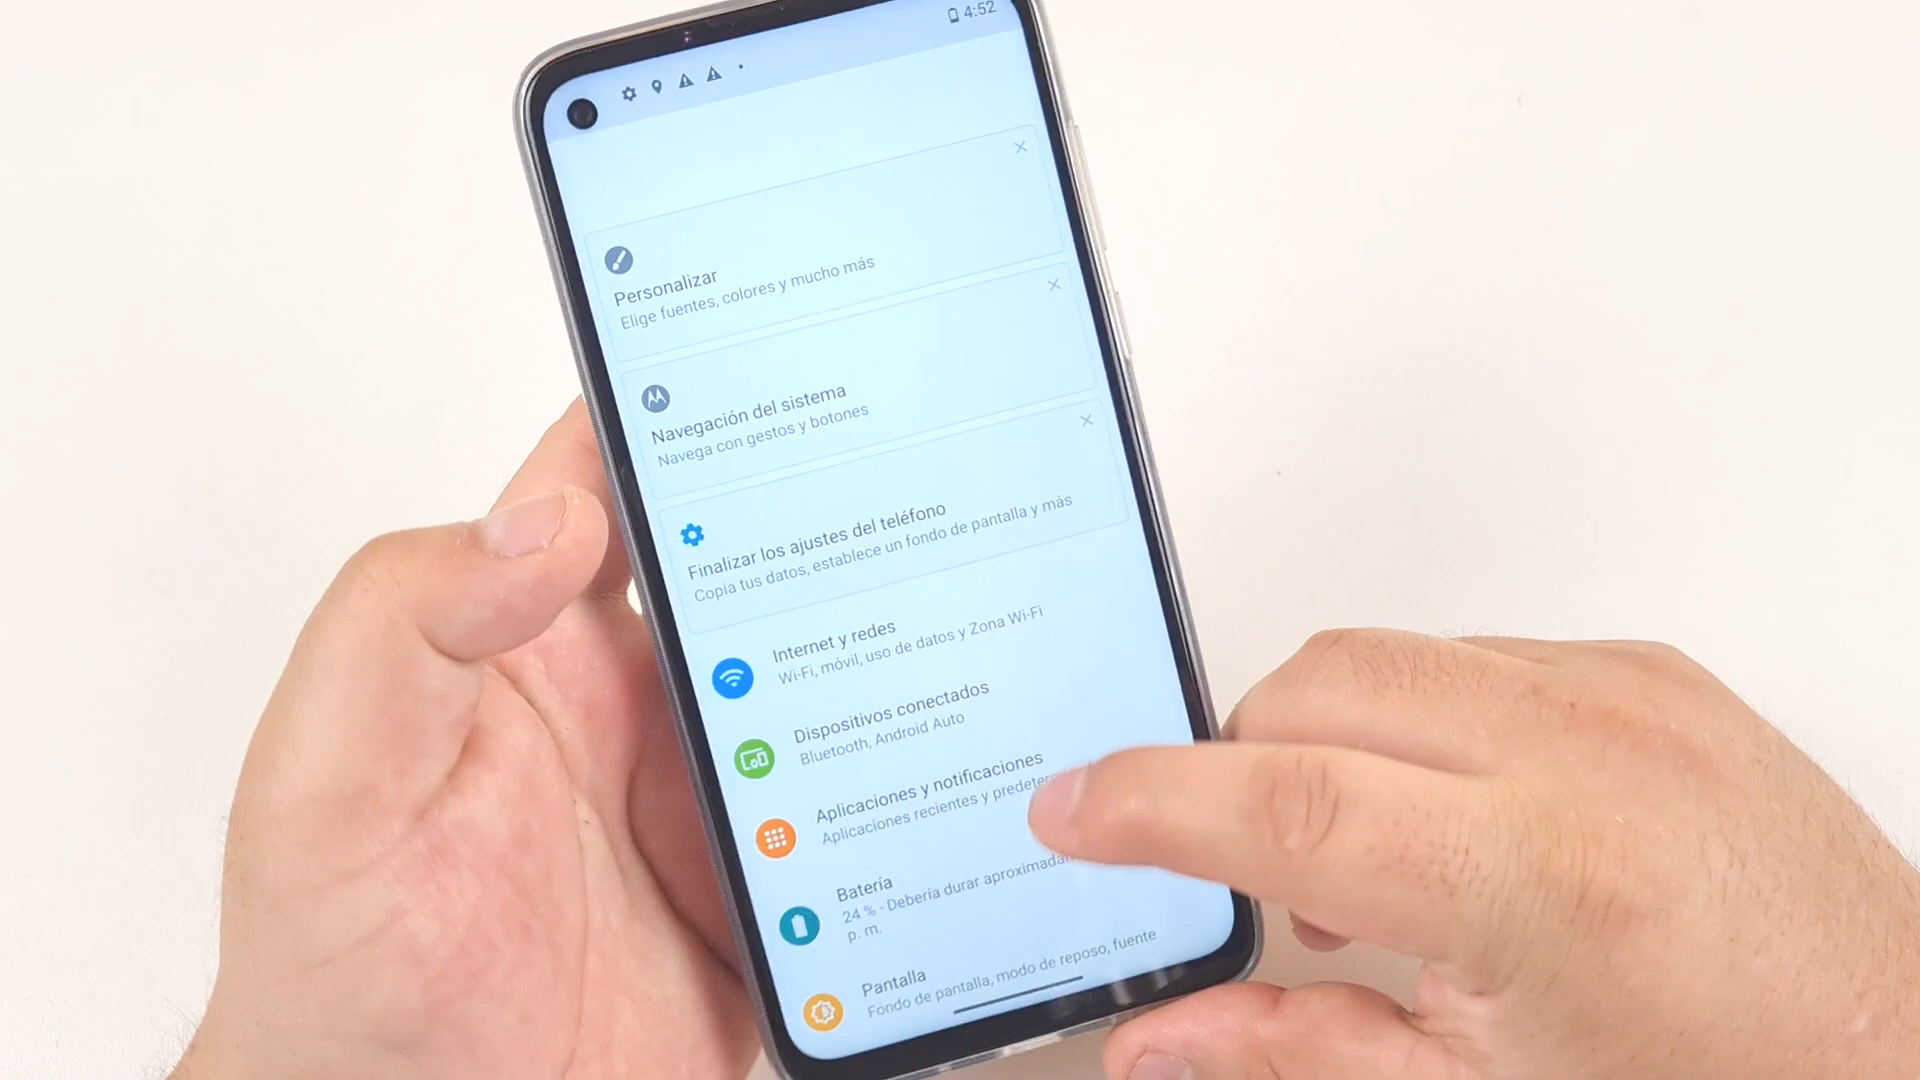 4:52
Personalizar
Elige fuentes, colores y mucho más
Navegación del sistema
Navega con gestos y botones
Finalizar los ajustes del teléfono
Copia tus datos, establece un fondo de pantalla y más
Internet y redes
Wi-Fi, móvil, uso de datos y Zona Wi-Fi
Dispositivos conectados
Bluetooth, Android Auto
Aplicaciones y notificaciones
Aplicaciones recientes y
Batería
24 % - Debería durar
p. m.
Pantalla
Fondo de pantalla, modo de reposo, fuente